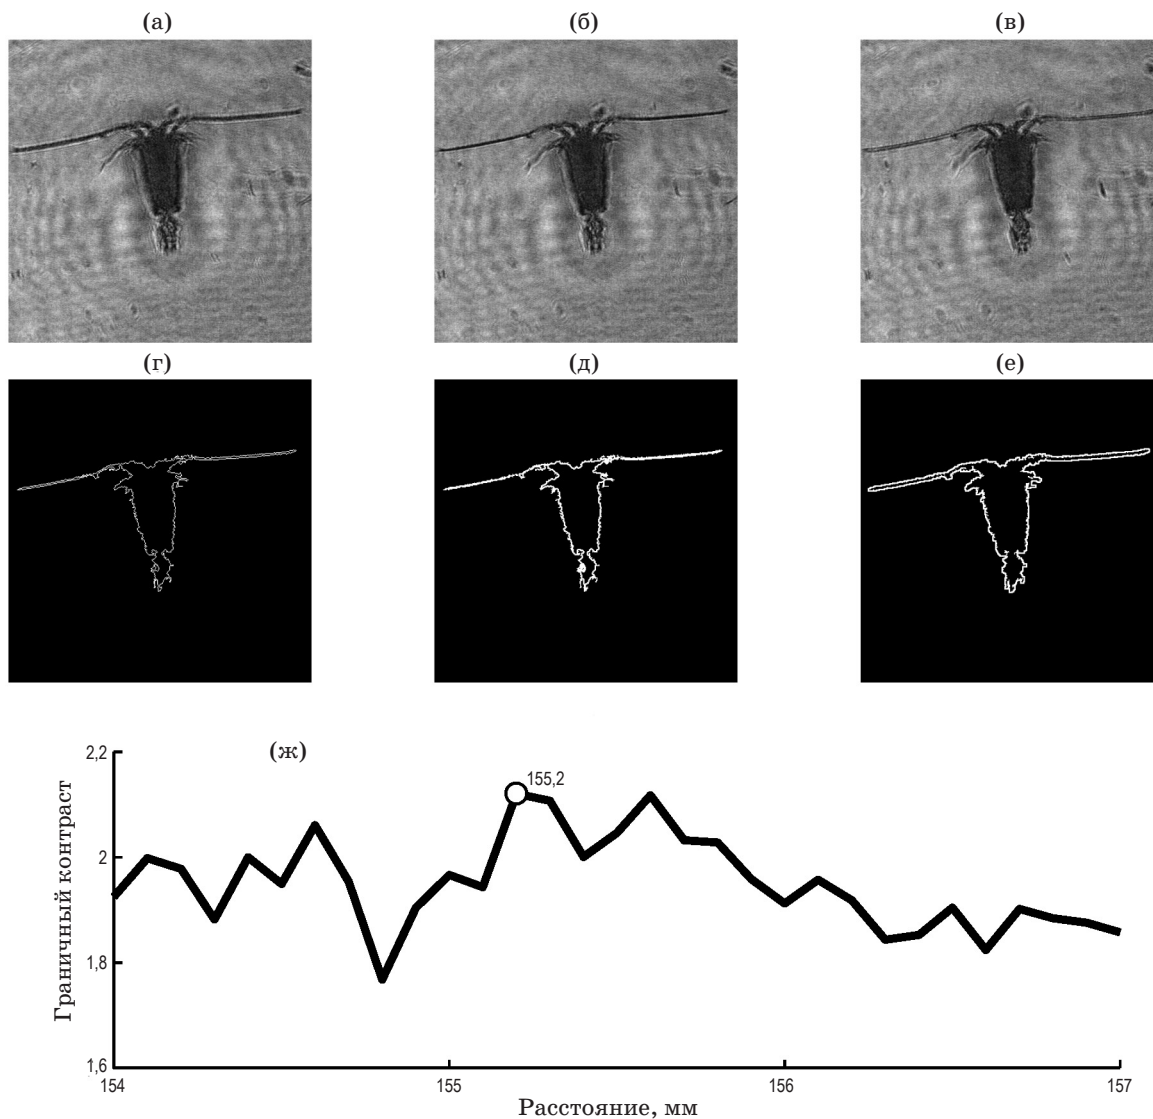 (а) (б) (в)
(г) (д) (е)
(ж)
Граничный контраст
2,2
2
1,8
1,6
155,2
154 155 156 157
Расстояние, мм